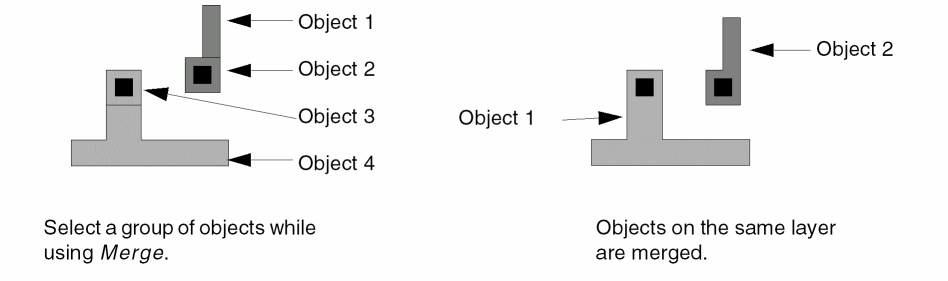 Object 1
Object 2
Object 3
Object 4
Select a group of objects while
using Merge.
Object 2
Object 1
Objects on the same layer
are merged.